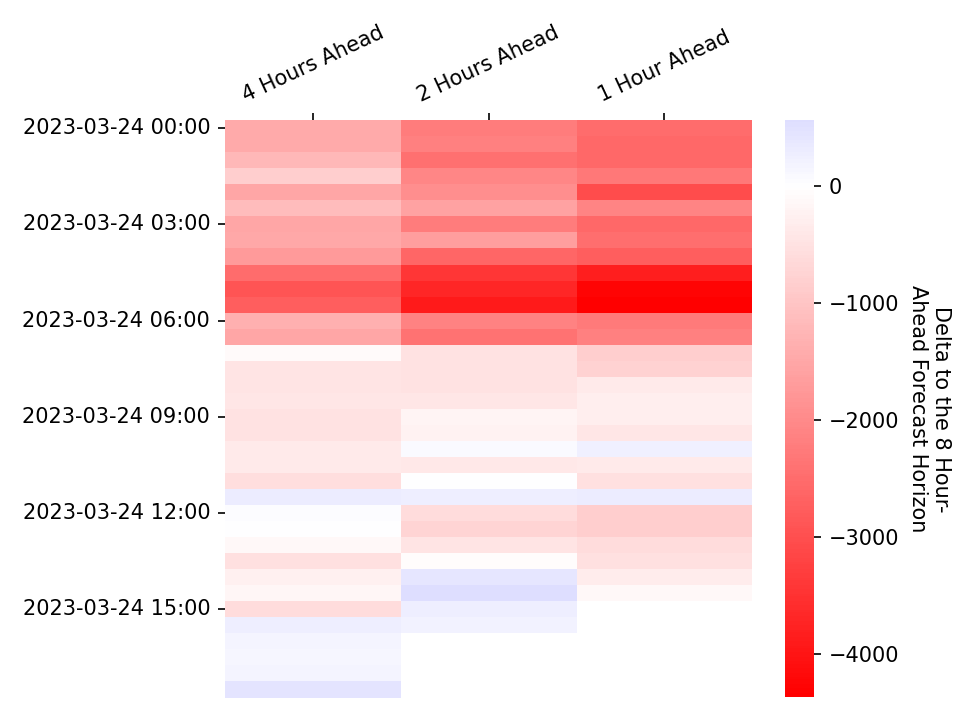 4 Hours Ahead
2 Hours Ahead
1 Hour Ahead
2023-03-24 00:00
2023-03-24 03:00
2023-03-24 06:00
2023-03-24 09:00
2023-03-24 12:00
2023-03-24 15:00
0
−1000
−2000
−3000
−4000
Delta to the 8 Hour-
Ahead Forecast Horizon